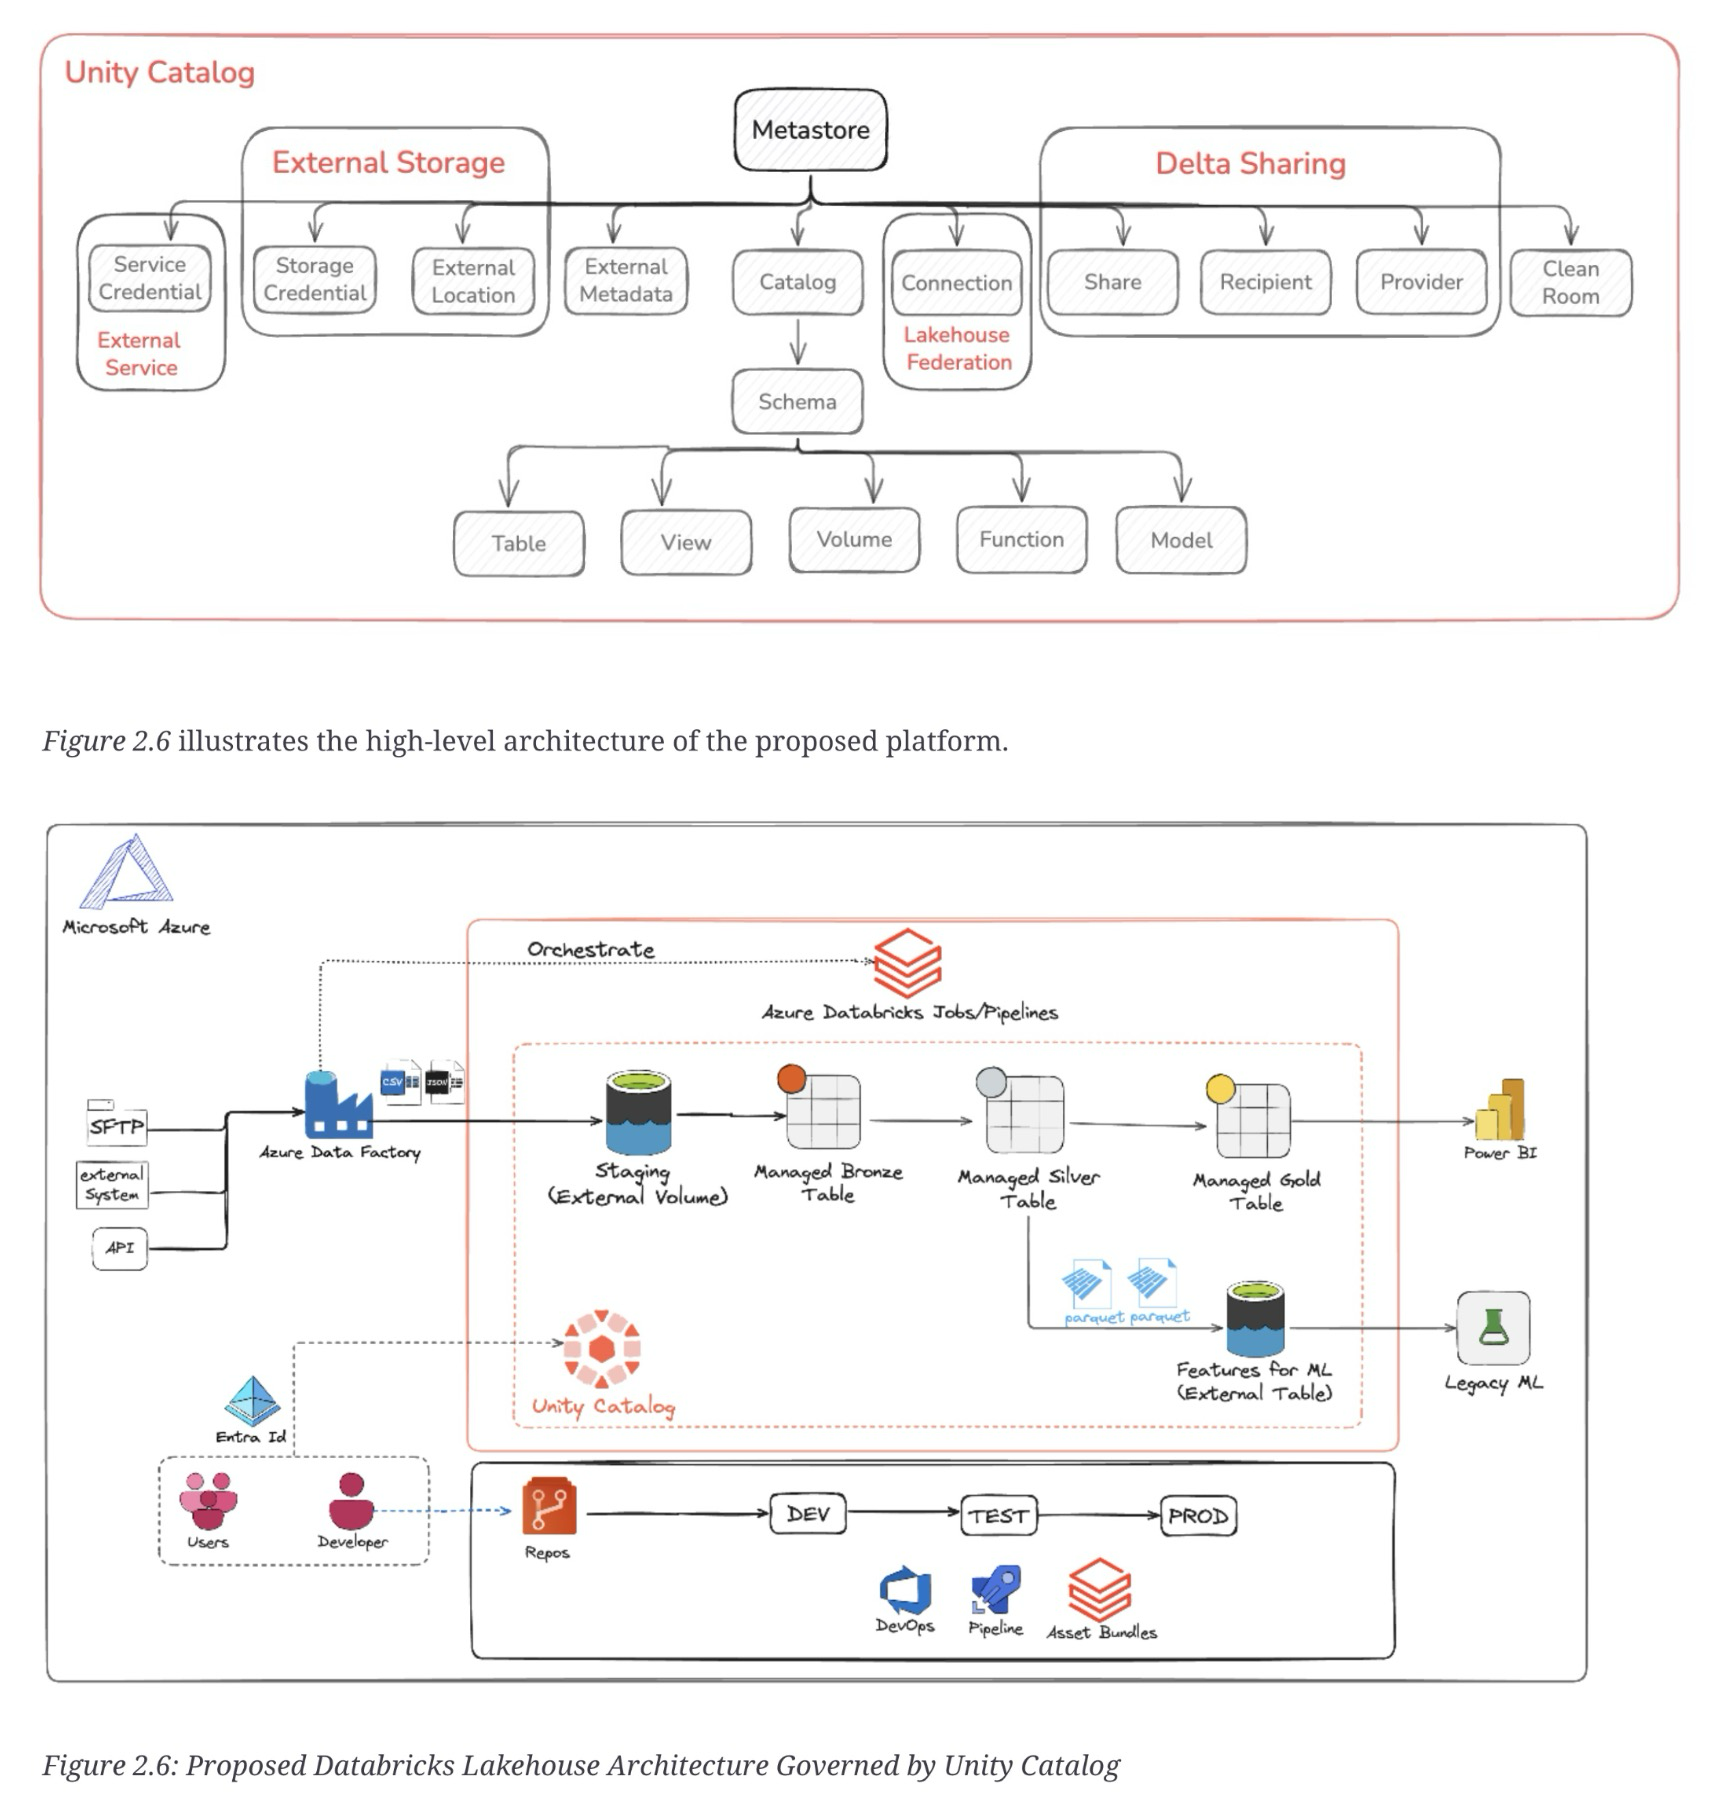 Unity Catalog
Metastore
External Storage
Delta Sharing
Service
Credential
Storage
Credential
External
Location
External
Metadata
Catalog
Connection
Share
Recipient
Provider
Clean
Room
External
Service
Lakehouse
Federation
Schema
Table
View
Volume
Function
Model
Figure 2.6 illustrates the high-level architecture of the proposed platform.
Microsoft Azure
Orchestrate
Azure Databricks Jobs/Pipelines
CSV
JSON
SFTP
external
System
API
Azure Data Factory
Staging
(External Volume)
Managed Bronze
Table
Managed Silver
Table
Managed Gold
Table
Power BI
parquet
parquet
Features for ML
(External Table)
Legacy ML
Unity Catalog
Entra Id
Users
Developer
Repos
DEV
TEST
PROD
DevOps
Pipeline
Asset Bundles
Figure 2.6: Proposed Databricks Lakehouse Architecture Governed by Unity Catalog